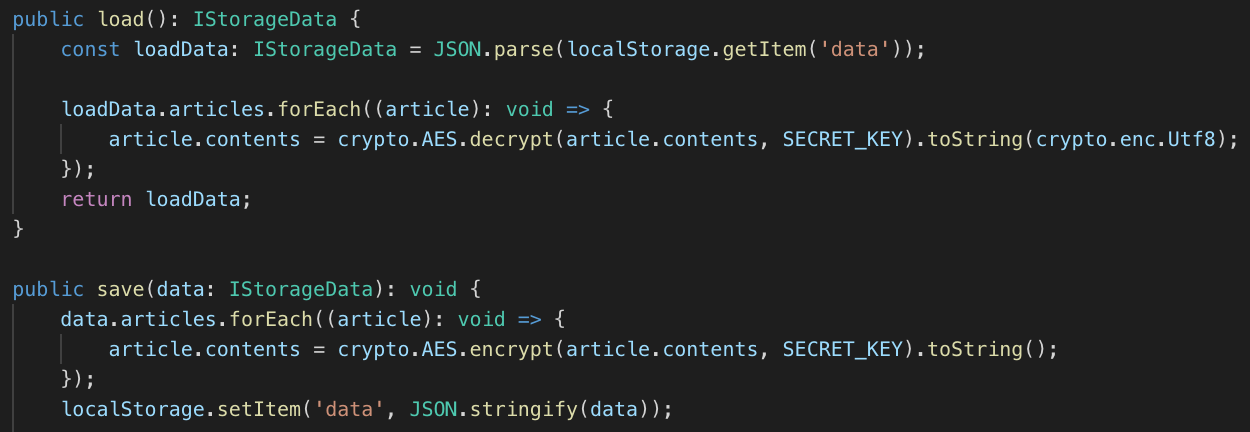 public load(): IStorageData {
    const loadData: IStorageData = JSON.parse(localStorage.getItem('data'));

    loadData.articles.forEach((article): void => {
        article.contents = crypto.AES.decrypt(article.contents, SECRET_KEY).toString(crypto.enc.Utf8);
    });
    return loadData;
}

public save(data: IStorageData): void {
    data.articles.forEach((article): void => {
        article.contents = crypto.AES.encrypt(article.contents, SECRET_KEY).toString();
    });
    localStorage.setItem('data', JSON.stringify(data));